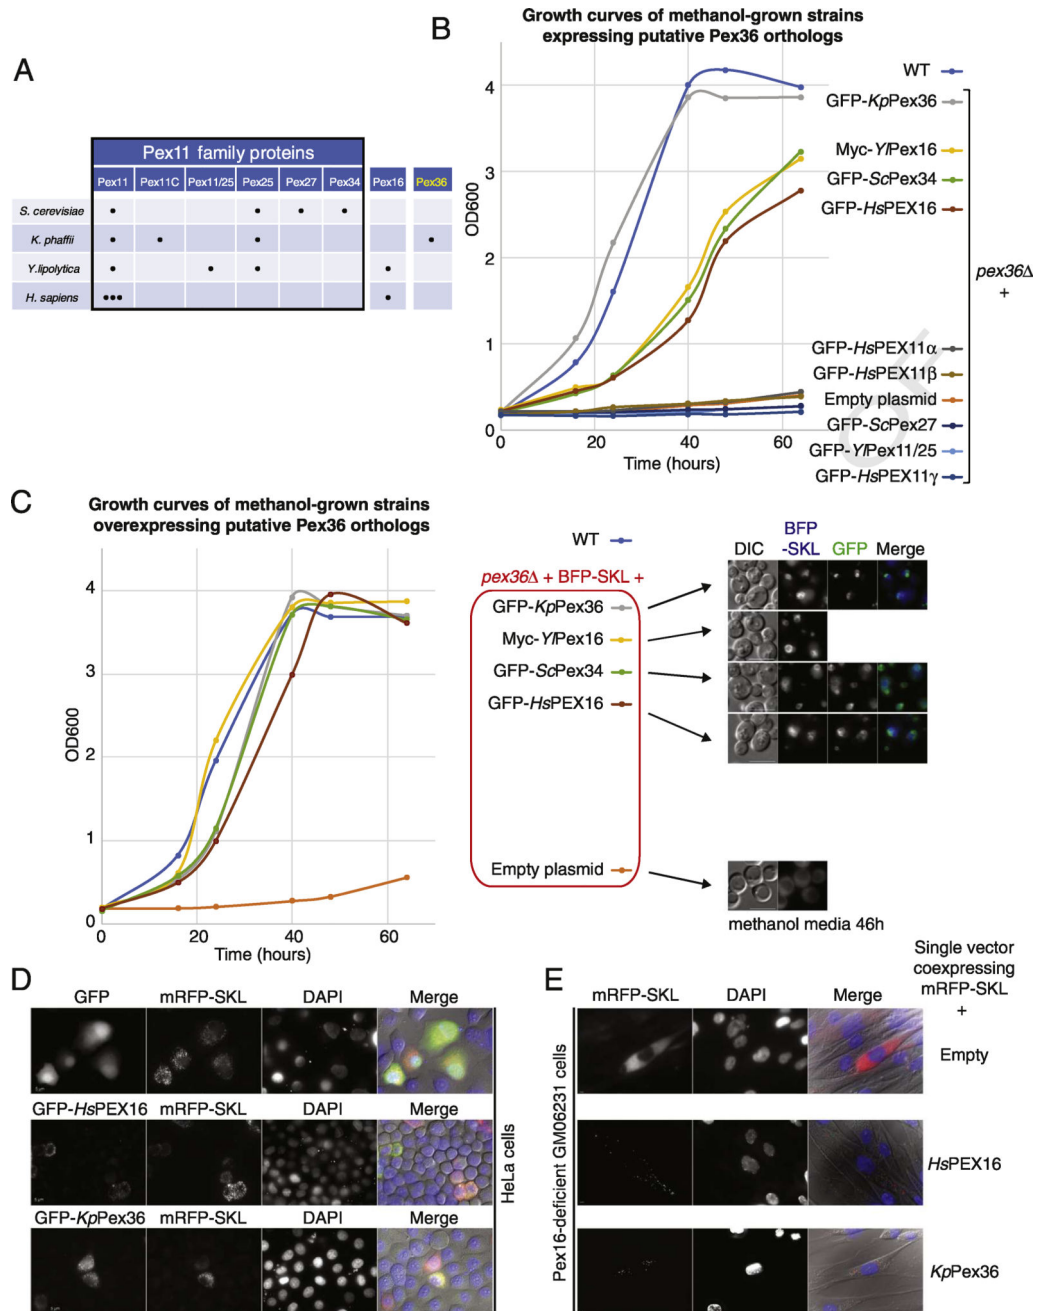 A
Pex11 family proteins
Pex11 Pex11C Pex11/25 Pex25 Pex27 Pex34 Pex16 Pex36
S. cerevisiae
K. phaffii
Y.lipolytica
H. sapiens
B
Growth curves of methanol-grown strains
expressing putative Pex36 orthologs
OD600
4
3
2
1
0
0 20 40 60
Time (hours)
WT
GFP-KpPex36
Myc-YlPex16
GFP-ScPex34
GFP-HsPEX16
GFP-HsPEX11α
GFP-HsPEX11β
Empty plasmid
GFP-ScPex27
GFP-YlPex11/25
GFP-HsPEX11γ
pex36Δ
+
C
Growth curves of methanol-grown strains
overexpressing putative Pex36 orthologs
OD600
4
3
2
1
0
0 20 40 60
Time (hours)
WT
pex36Δ + BFP-SKL +
GFP-KpPex36
Myc-YlPex16
GFP-ScPex34
GFP-HsPEX16
Empty plasmid
BFP
DIC -SKL GFP Merge
methanol media 46h
D
GFP mRFP-SKL DAPI Merge
GFP-HsPEX16 mRFP-SKL DAPI Merge
GFP-KpPex36 mRFP-SKL DAPI Merge
HeLa cells
E
Single vector
coexpressing
mRFP-SKL
+
mRFP-SKL DAPI Merge
Pex16-deficient GM06231 cells
Empty
HsPEX16
KpPex36